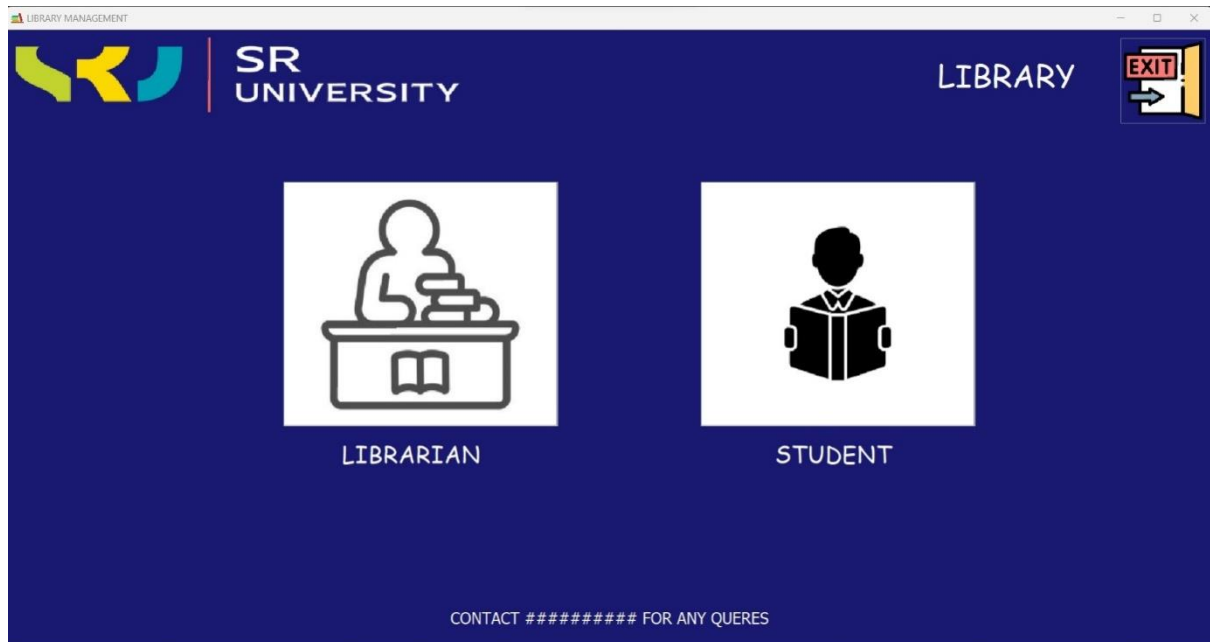 LIBRARY MANAGEMENT
SR
UNIVERSITY
LIBRARY
EXIT
LIBRARIAN
STUDENT
CONTACT ########## FOR ANY QUERES